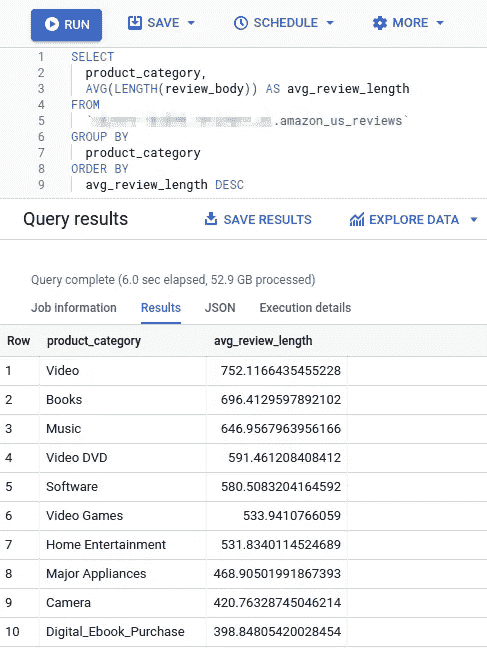 RUN SAVE SCHEDULE MORE
1 SELECT
2 product_category,
3 AVG(LENGTH(review_body)) AS avg_review_length
4 FROM
5 ` .amazon_us_reviews`
6 GROUP BY
7 product_category
8 ORDER BY
9 avg_review_length DESC
Query results SAVE RESULTS EXPLORE DATA
Query complete (6.0 sec elapsed, 52.9 GB processed)
Job information Results JSON Execution details
Row product_category avg_review_length
1 Video 752.1166435455228
2 Books 696.4129597892102
3 Music 646.9567963956166
4 Video DVD 591.461208408412
5 Software 580.5083204164592
6 Video Games 533.9410766059
7 Home Entertainment 531.8340114524689
8 Major Appliances 468.90501991867393
9 Camera 420.76328745046214
10 Digital_Ebook_Purchase 398.84805420028454